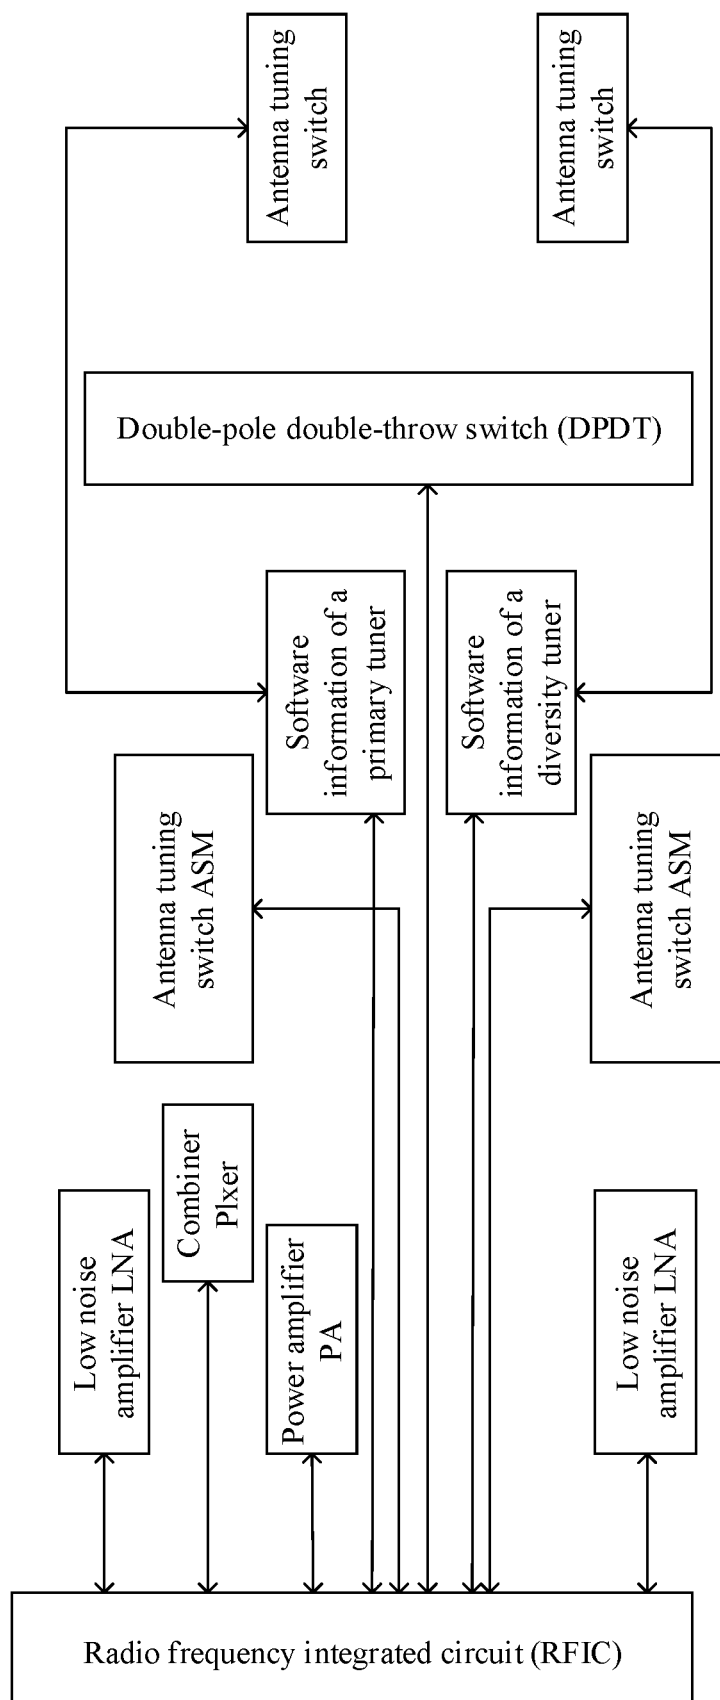 Antenna tuning
switch
Antenna tuning
switch
Double-pole double-throw switch (DPDT)
Software
information of a
primary tuner
Software
information of a
diversity tuner
Antenna tuning
switch ASM
Antenna tuning
switch ASM
Combiner
Plxer
Low noise
amplifier LNA
Power amplifier
PA
Low noise
amplifier LNA
Radio frequency integrated circuit (RFIC)